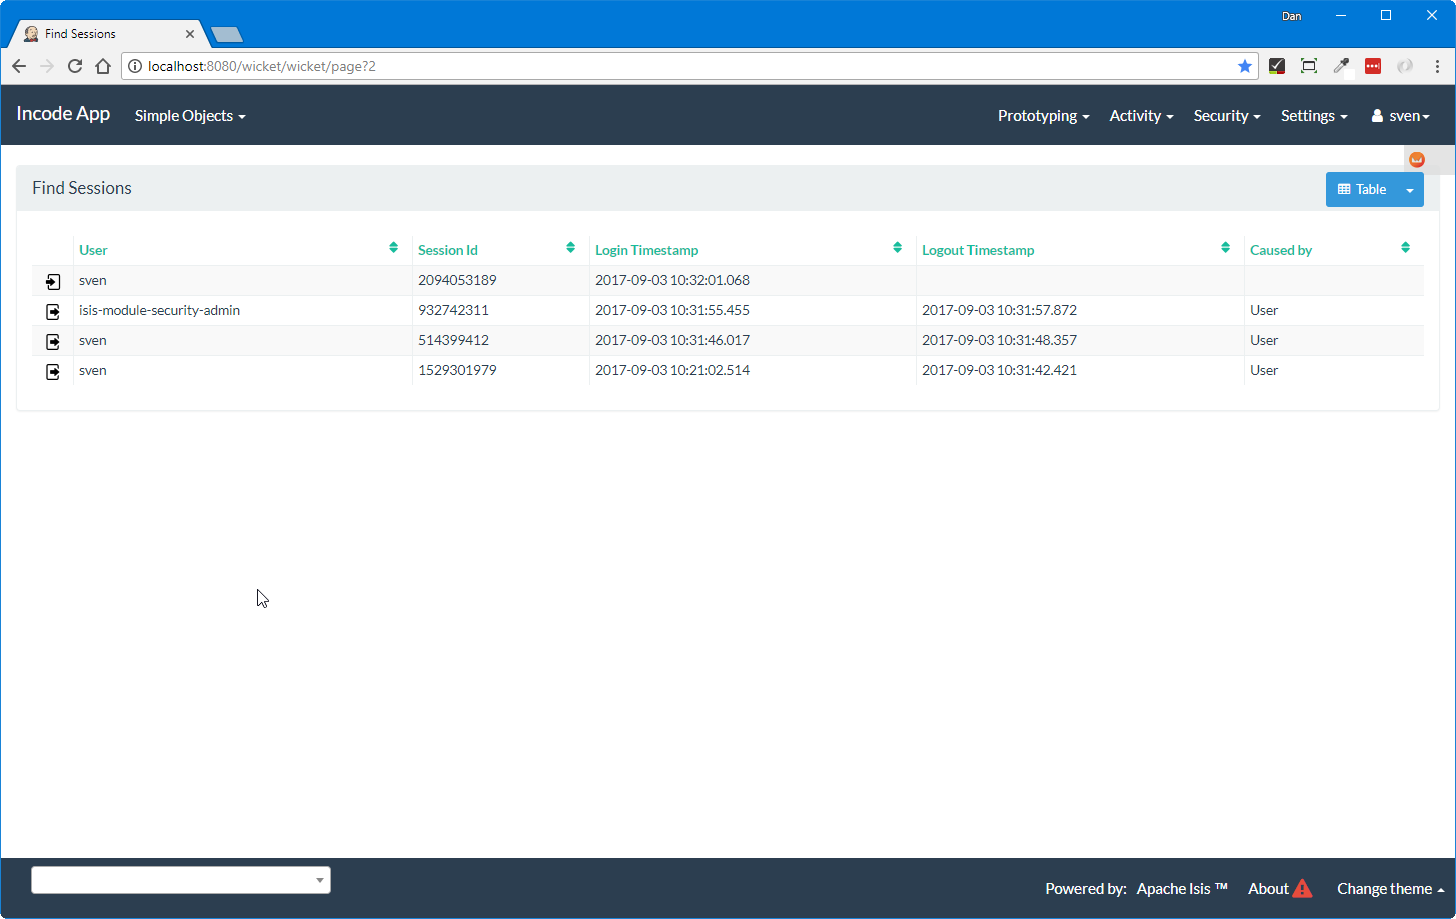 Dan
Find Sessions
localhost:8080/wicket/wicket/page?2
Incode App Simple Objects Prototyping Activity Security Settings sven
Find Sessions Table
User Session Id Login Timestamp Logout Timestamp Caused by
sven 2094053189 2017-09-03 10:32:01.068
isis-module-security-admin 932742311 2017-09-03 10:31:55.455 2017-09-03 10:31:57.872 User
sven 514399412 2017-09-03 10:31:46.017 2017-09-03 10:31:48.357 User
sven 1529301979 2017-09-03 10:21:02.514 2017-09-03 10:31:42.421 User
Powered by: Apache Isis ™ About Change theme